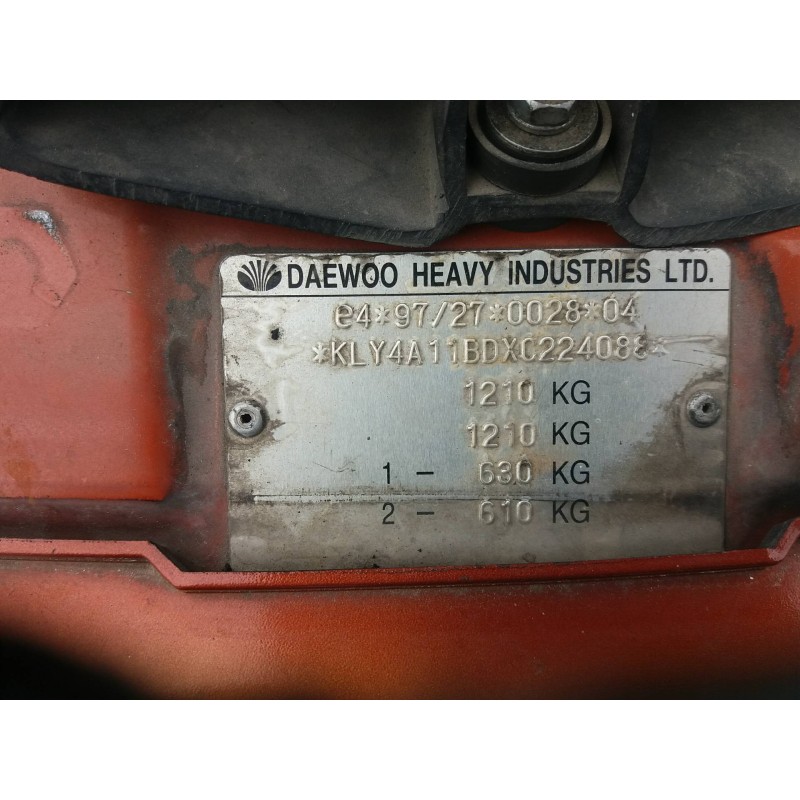 DAEWOO HEAVY INDUSTRIES LTD.
e4*97/27*0028*04
*KLY4A11BDXC224088*
1210 KG
1210 KG
1 - 630 KG
2 - 610 KG